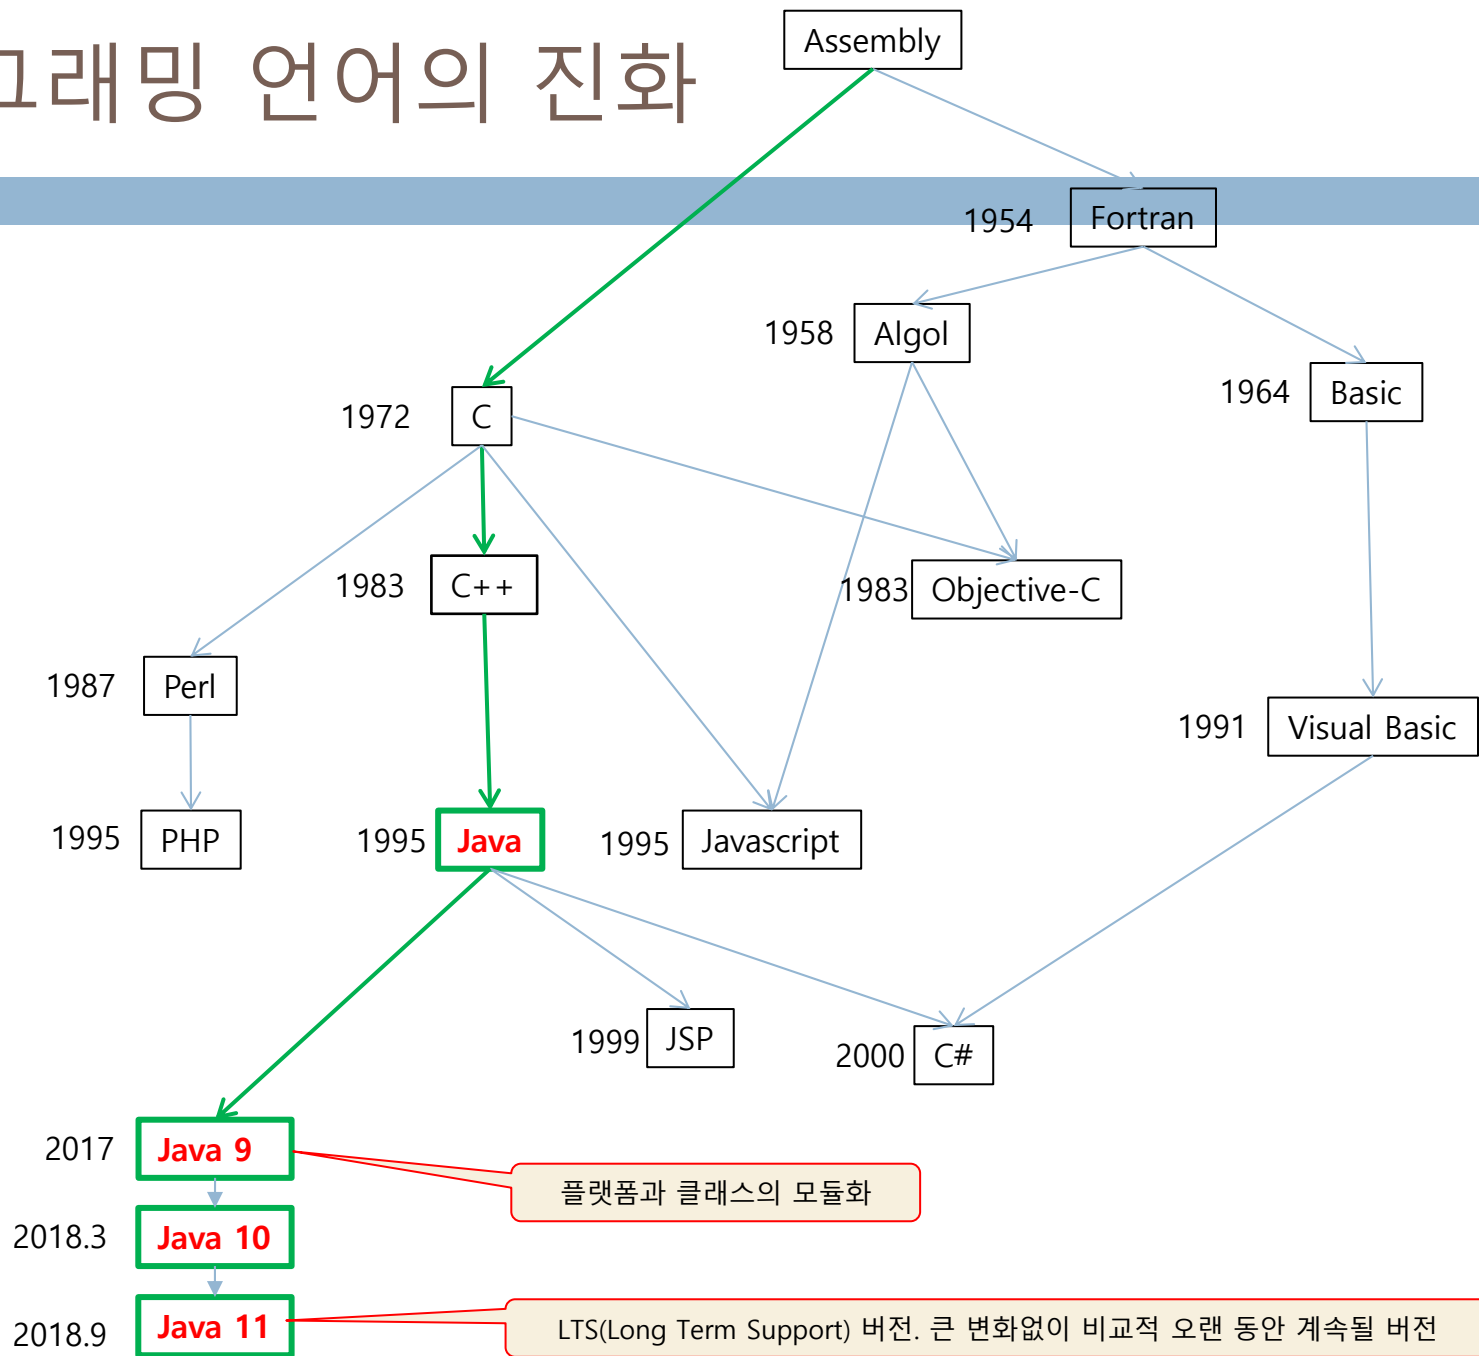 그래밍 언어의 진화
Assembly
1954 Fortran
1958 Algol
1964 Basic
1972 C
1983 C++
1983 Objective-C
1987 Perl
1991 Visual Basic
1995 PHP
1995 Java
1995 Javascript
1999 JSP
2000 C#
2017 Java 9
플랫폼과 클래스의 모듈화
2018.3 Java 10
2018.9 Java 11
LTS(Long Term Support) 버전. 큰 변화없이 비교적 오랜 동안 계속될 버전